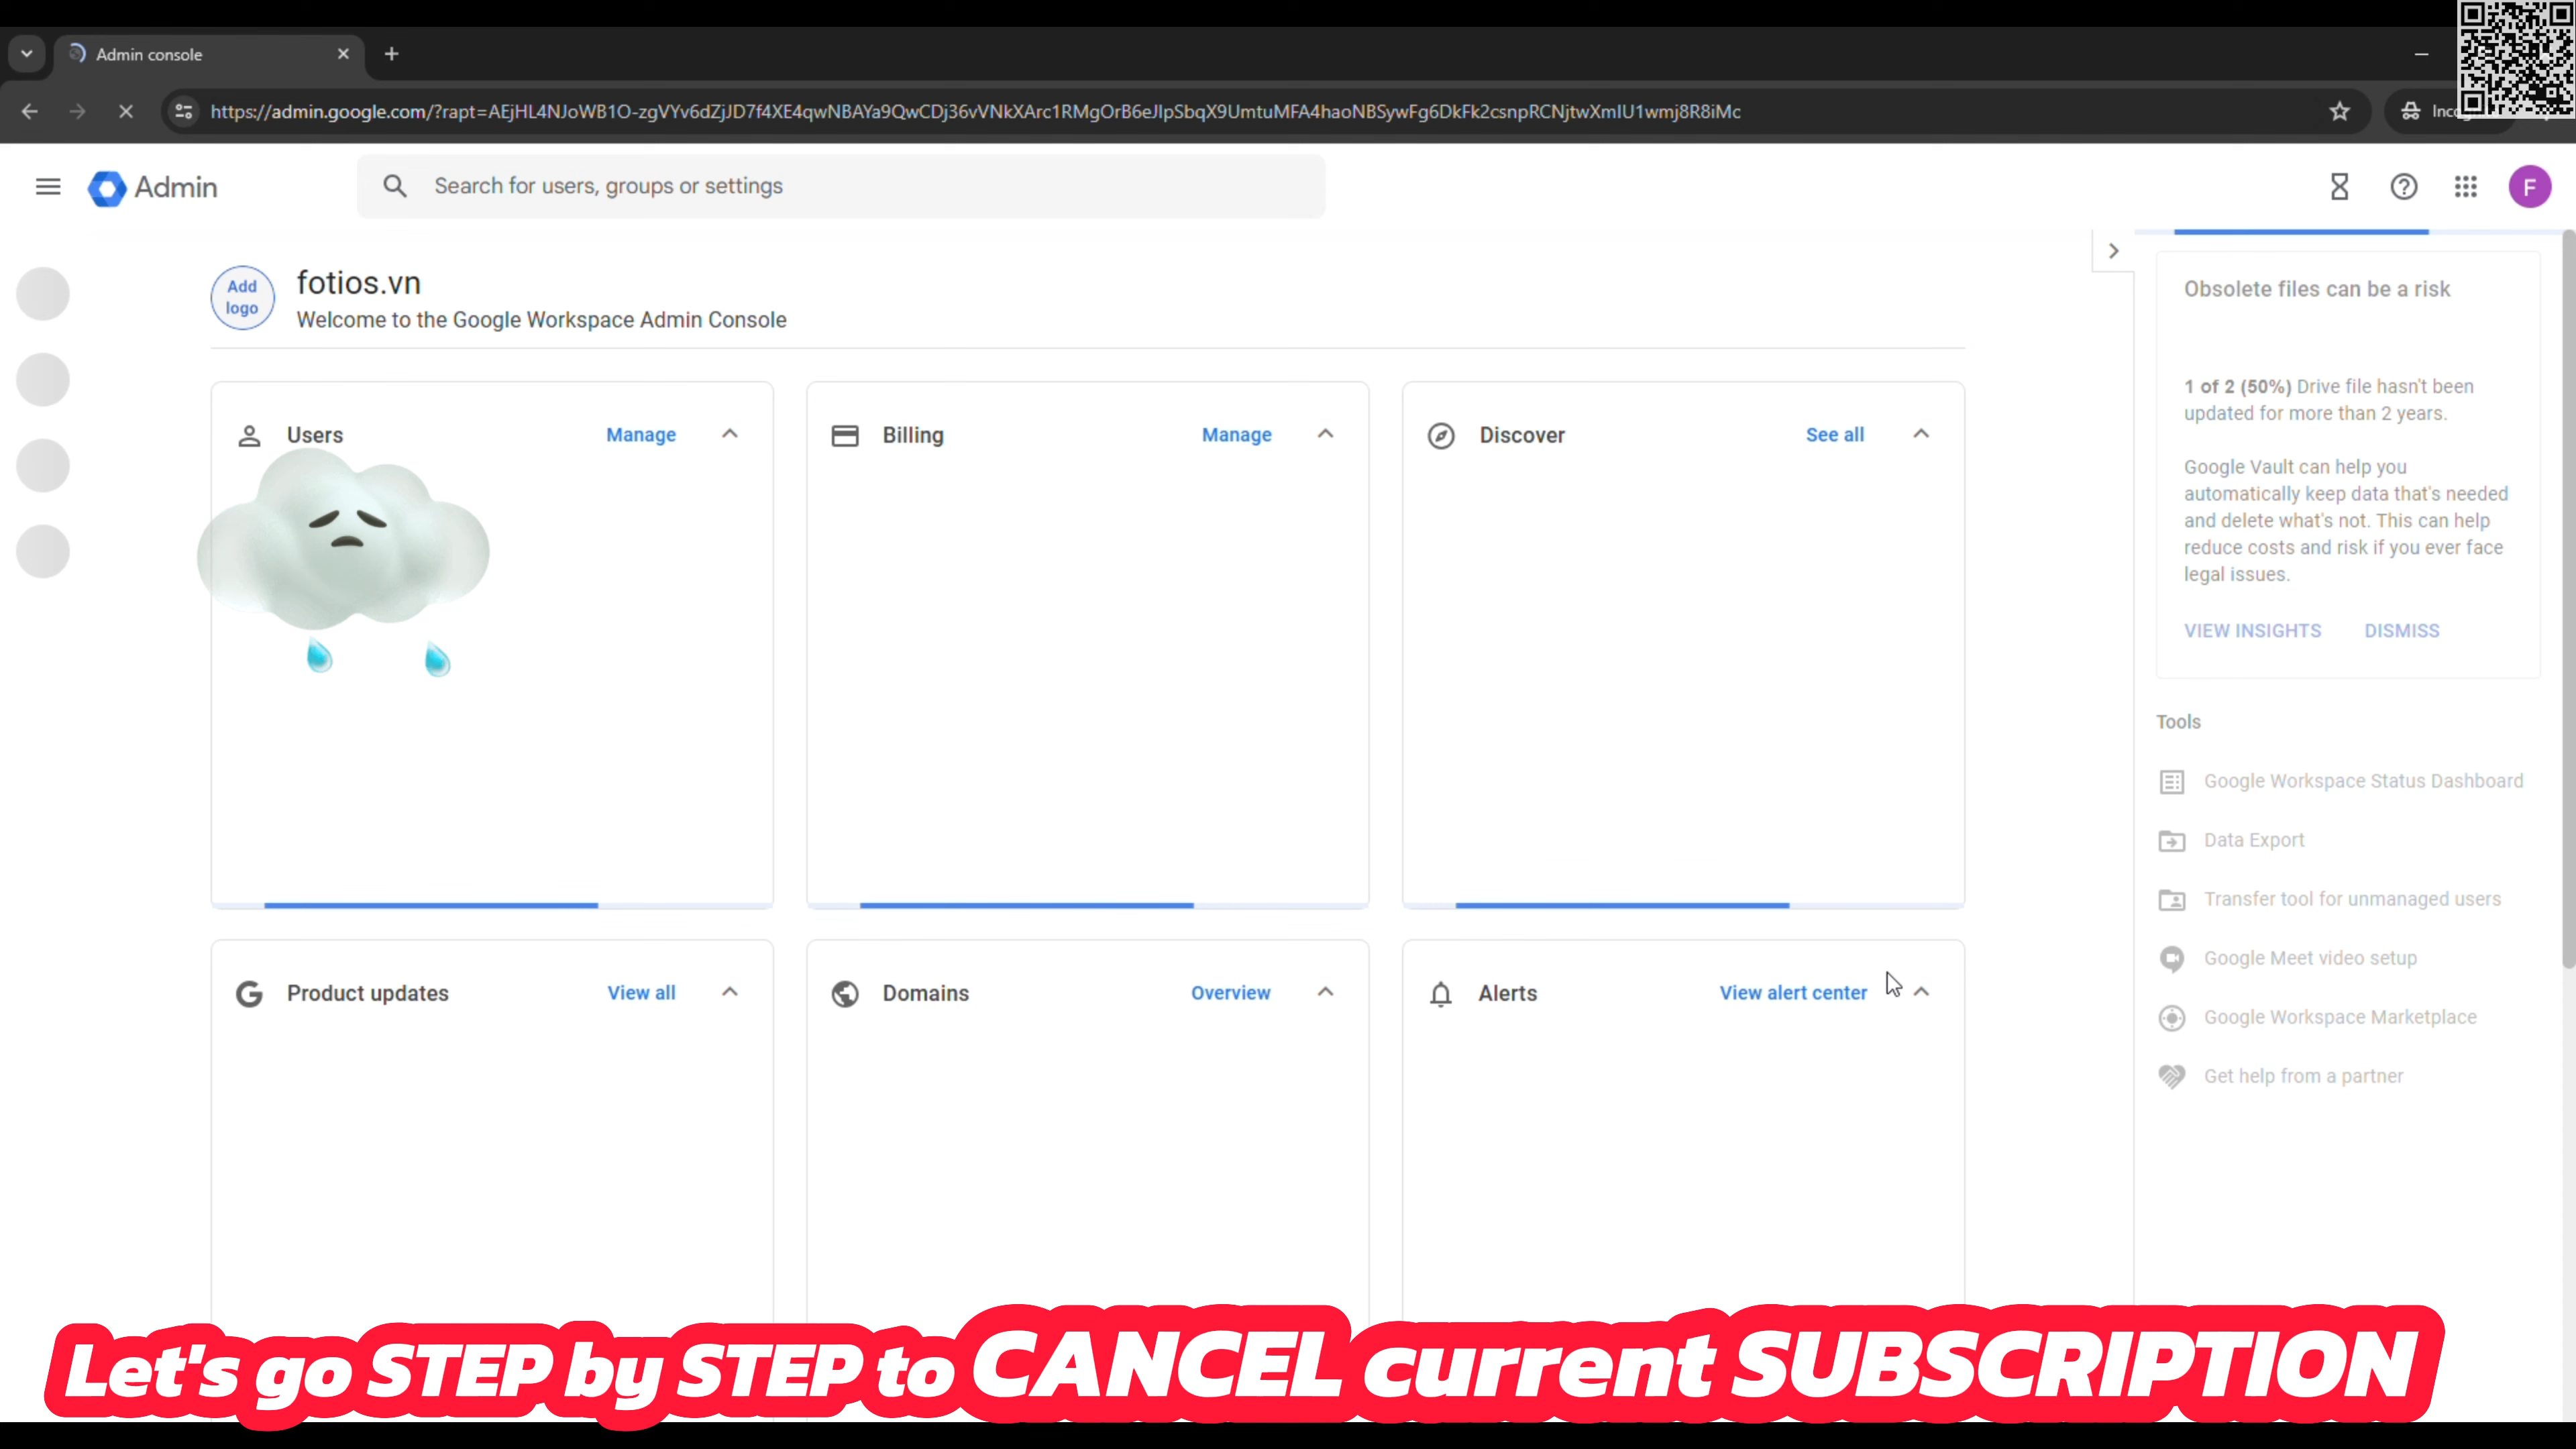 Admin console
https://admin.google.com/?rapt=AEjHL4NJoWB1O-zgVYv6dZjJD7f4XE4qwNBAYa9QwCDj36vVNkXArc1RMgOrB6eJIpSbqX9UmtuMFA4haoNBSywFg6DkFk2csnpRCNjtwXmIU1wmj8R8iMc
Admin
Search for users, groups or settings
F
Add
logo
fotios.vn
Welcome to the Google Workspace Admin Console
Users
Manage
Billing
Manage
Discover
See all
Product updates
View all
Domains
Overview
Alerts
View alert center
Obsolete files can be a risk
1 of 2 (50%) Drive file hasn't been
updated for more than 2 years.
Google Vault can help you
automatically keep data that's needed
and delete what's not. This can help
reduce costs and risk if you ever face
legal issues.
VIEW INSIGHTS
DISMISS
Tools
Google Workspace Status Dashboard
Data Export
Transfer tool for unmanaged users
Google Meet video setup
Google Workspace Marketplace
Get help from a partner
Let's go STEP by STEP to CANCEL current SUBSCRIPTION